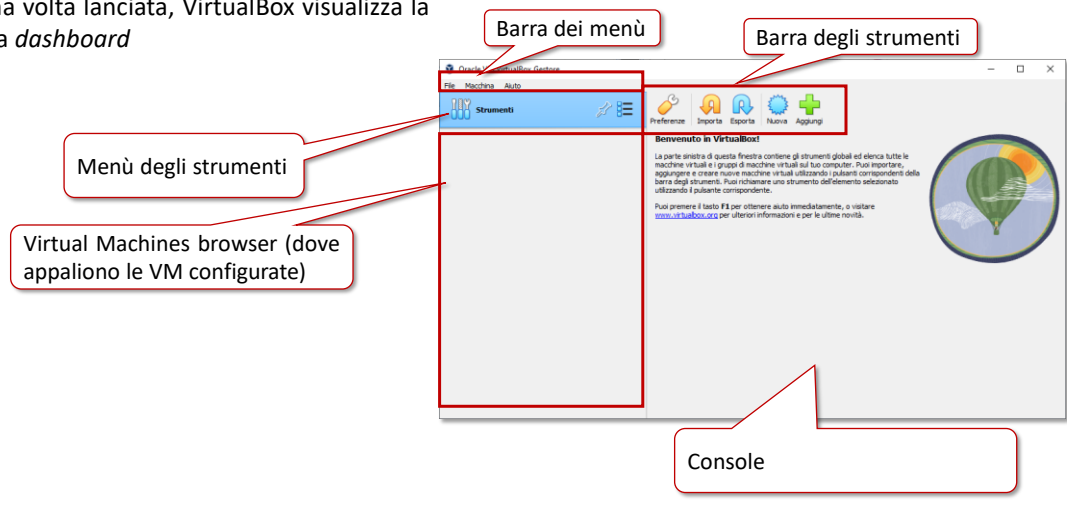 na volta lanciata, VirtualBox visualizza la
a dashboard
Barra dei menù
Barra degli strumenti
Oracle VM VirtualBox Gestore
File Macchina Aiuto
Strumenti
Preferenze Importa Esporta Nuova Aggiungi
Menù degli strumenti
Virtual Machines browser (dove
appaliono le VM configurate)
Benvenuto in VirtualBox!
La parte sinistra di questa finestra contiene gli strumenti globali ed elenca tutte le
macchine virtuali e i gruppi di macchine virtuali sul tuo computer. Puoi importare,
aggiungere e creare nuove macchine virtuali utilizzando i pulsanti corrispondenti della
barra degli strumenti. Puoi richiamare uno strumento dell'elemento selezionato
utilizzando il pulsante corrispondente.
Puoi premere il tasto F1 per ottenere aiuto immediatamente, o visitare
www.virtualbox.org per ulteriori informazioni e per le ultime novità.
Console